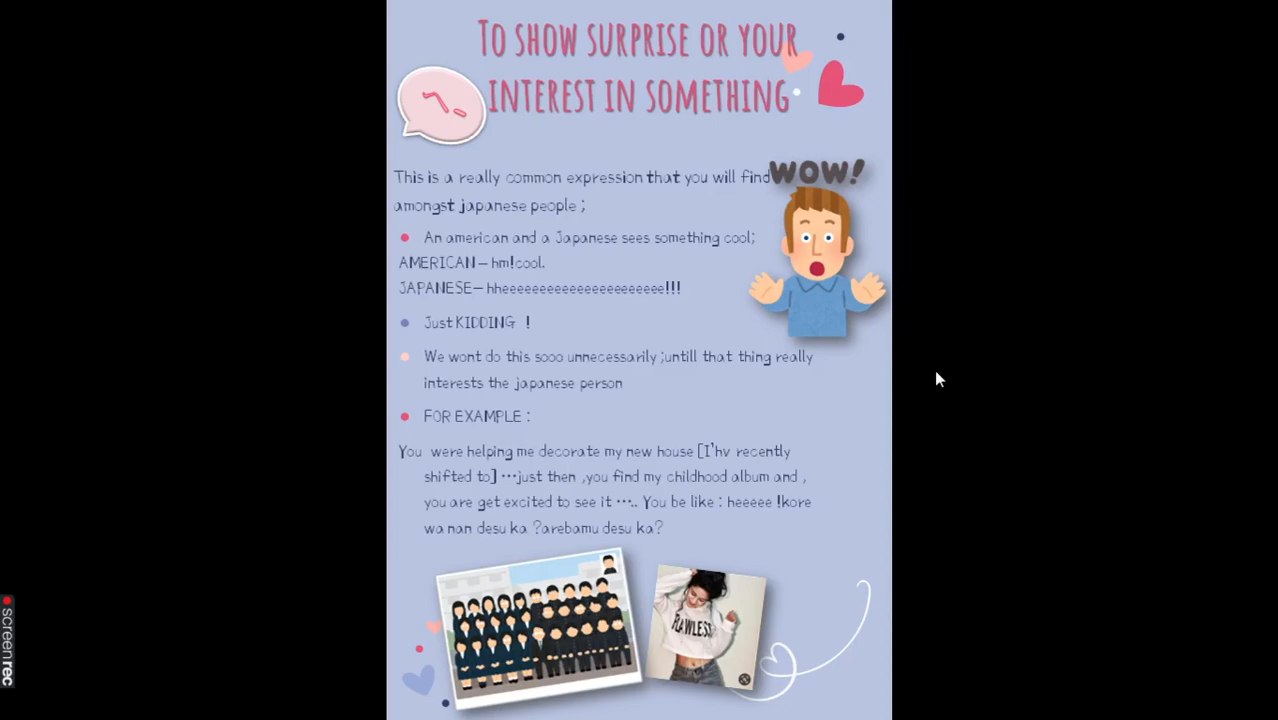 TO SHOW SURPRISE OR YOUR
INTEREST IN SOMETHING
へ-
WOW!
This is a really common expression that you will find
amongst japanese people ;
An american and a Japanese sees something cool;
AMERICAN – hm!cool.
JAPANESE– hheeeeeeeeeeeeeeeeeeeeee!!!
Just KIDDING !
We wont do this sooo unnecessarily ;untill that thing really
interests the japanese person
FOR EXAMPLE :
You were helping me decorate my new house [I'hv recently
shifted to] ...just then ,you find my childhood album and ,
you are get excited to see it ..... You be like : heeeee !kore
wa nan desu ka ?arebamu desu ka?
FLAWLESS
screenrec